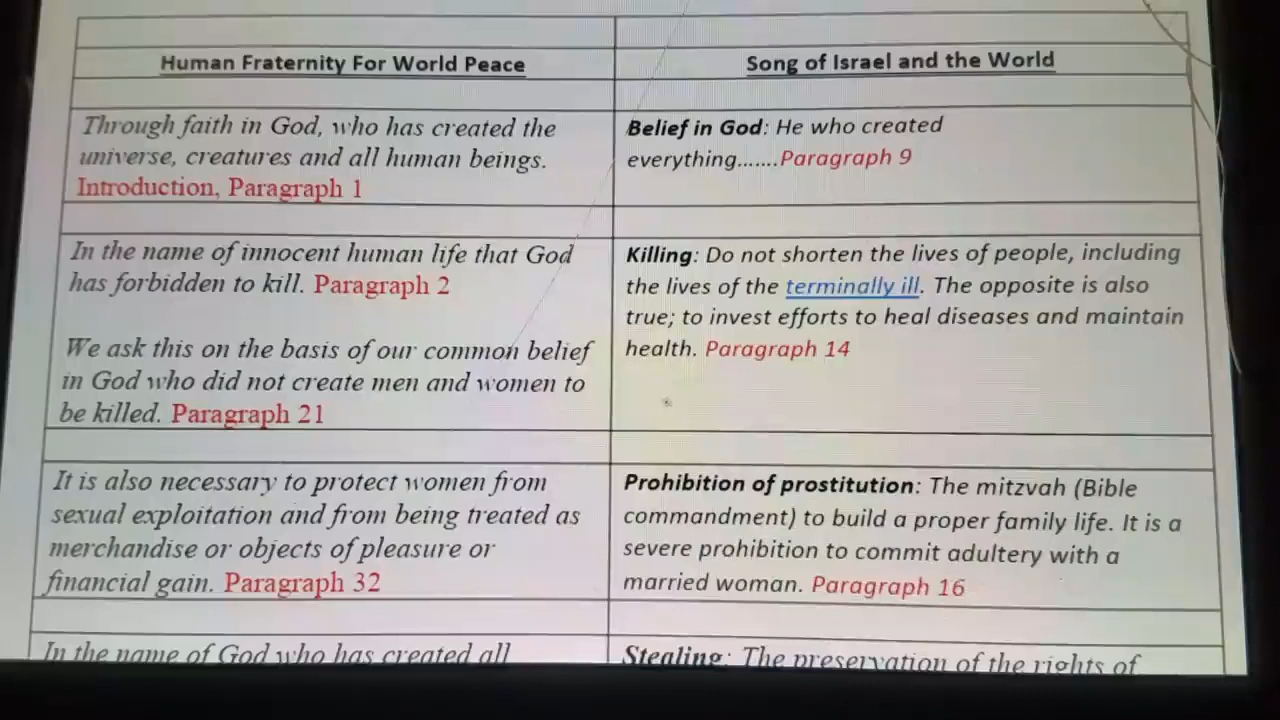 Human Fraternity For World Peace
Song of Israel and the World
Through faith in God, who has created the
universe, creatures and all human beings.
Introduction, Paragraph 1
Belief in God: He who created
everything.......Paragraph 9
In the name of innocent human life that God
has forbidden to kill. Paragraph 2
We ask this on the basis of our common belief
in God who did not create men and women to
be killed. Paragraph 21
Killing: Do not shorten the lives of people, including
the lives of the terminally ill. The opposite is also
true; to invest efforts to heal diseases and maintain
health. Paragraph 14
It is also necessary to protect women from
sexual exploitation and from being treated as
merchandise or objects of pleasure or
financial gain. Paragraph 32
Prohibition of prostitution: The mitzvah (Bible
commandment) to build a proper family life. It is a
severe prohibition to commit adultery with a
married woman. Paragraph 16
In the name of God who has created all
Stealing: The preservation of the rights of